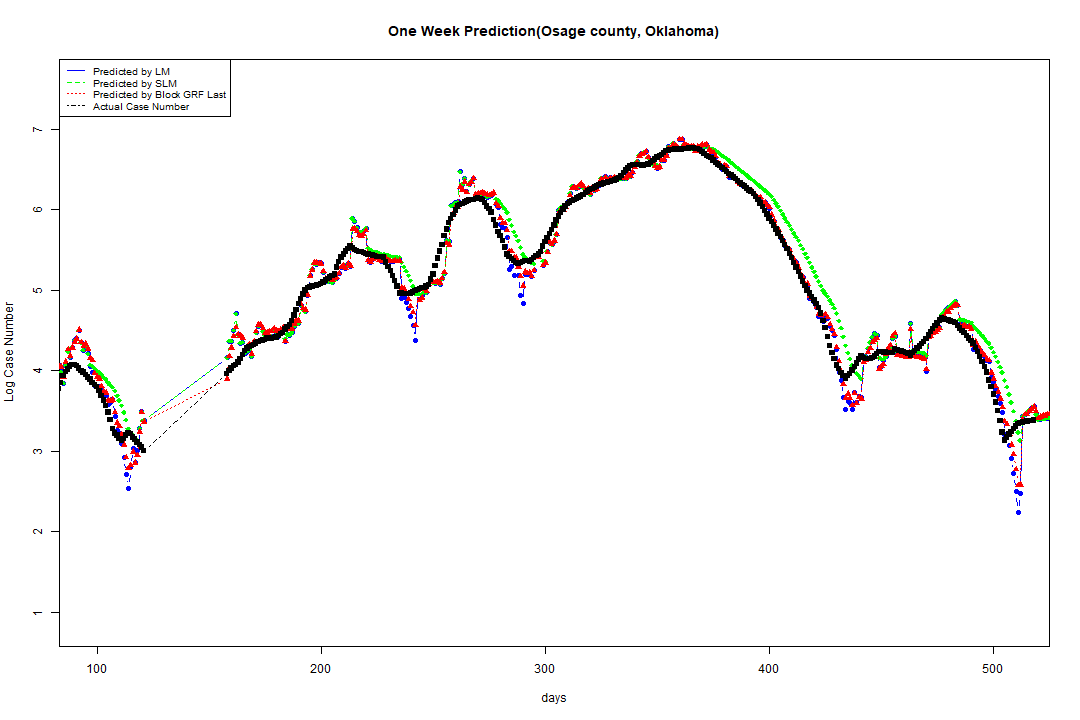 One Week Prediction(Osage county, Oklahoma)
Predicted by LM
Predicted by SLM
Predicted by Block GRF Last
Actual Case Number
7
6
5
4
3
2
1
Log Case Number
100 200 300 400 500
days